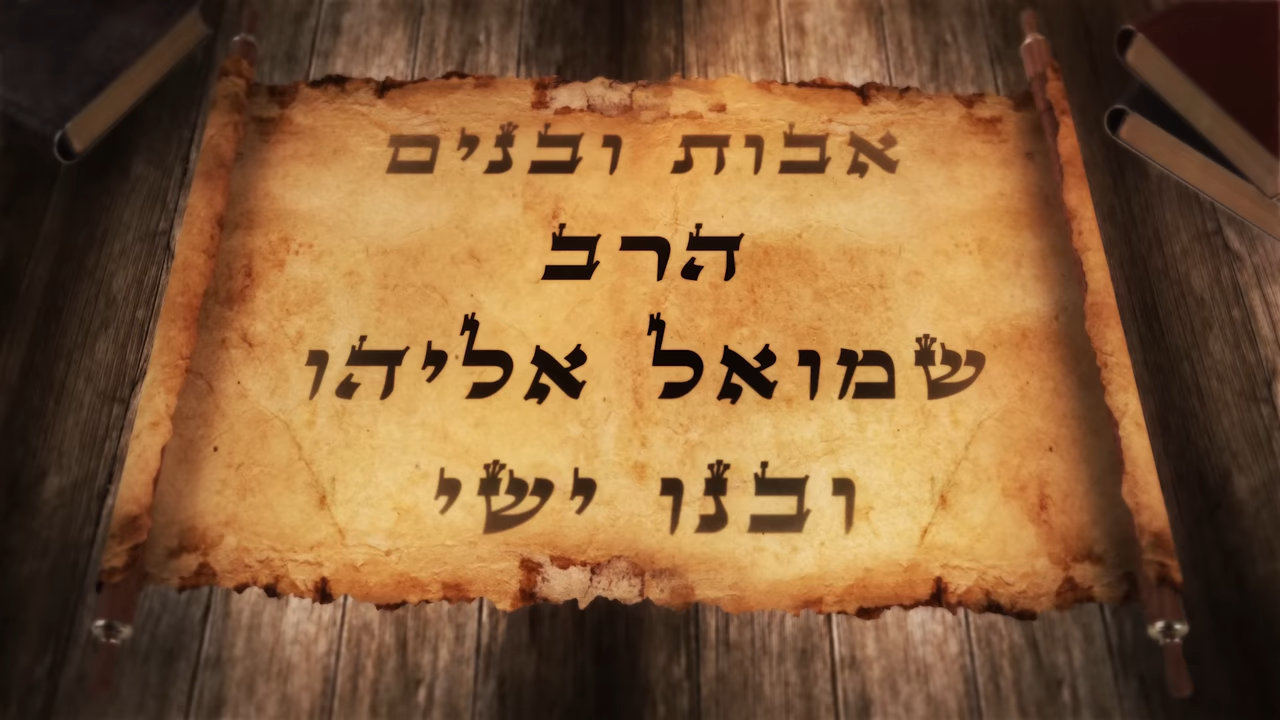 אבות ובנים
הרב
שמואל אליהו
ובנו ישי